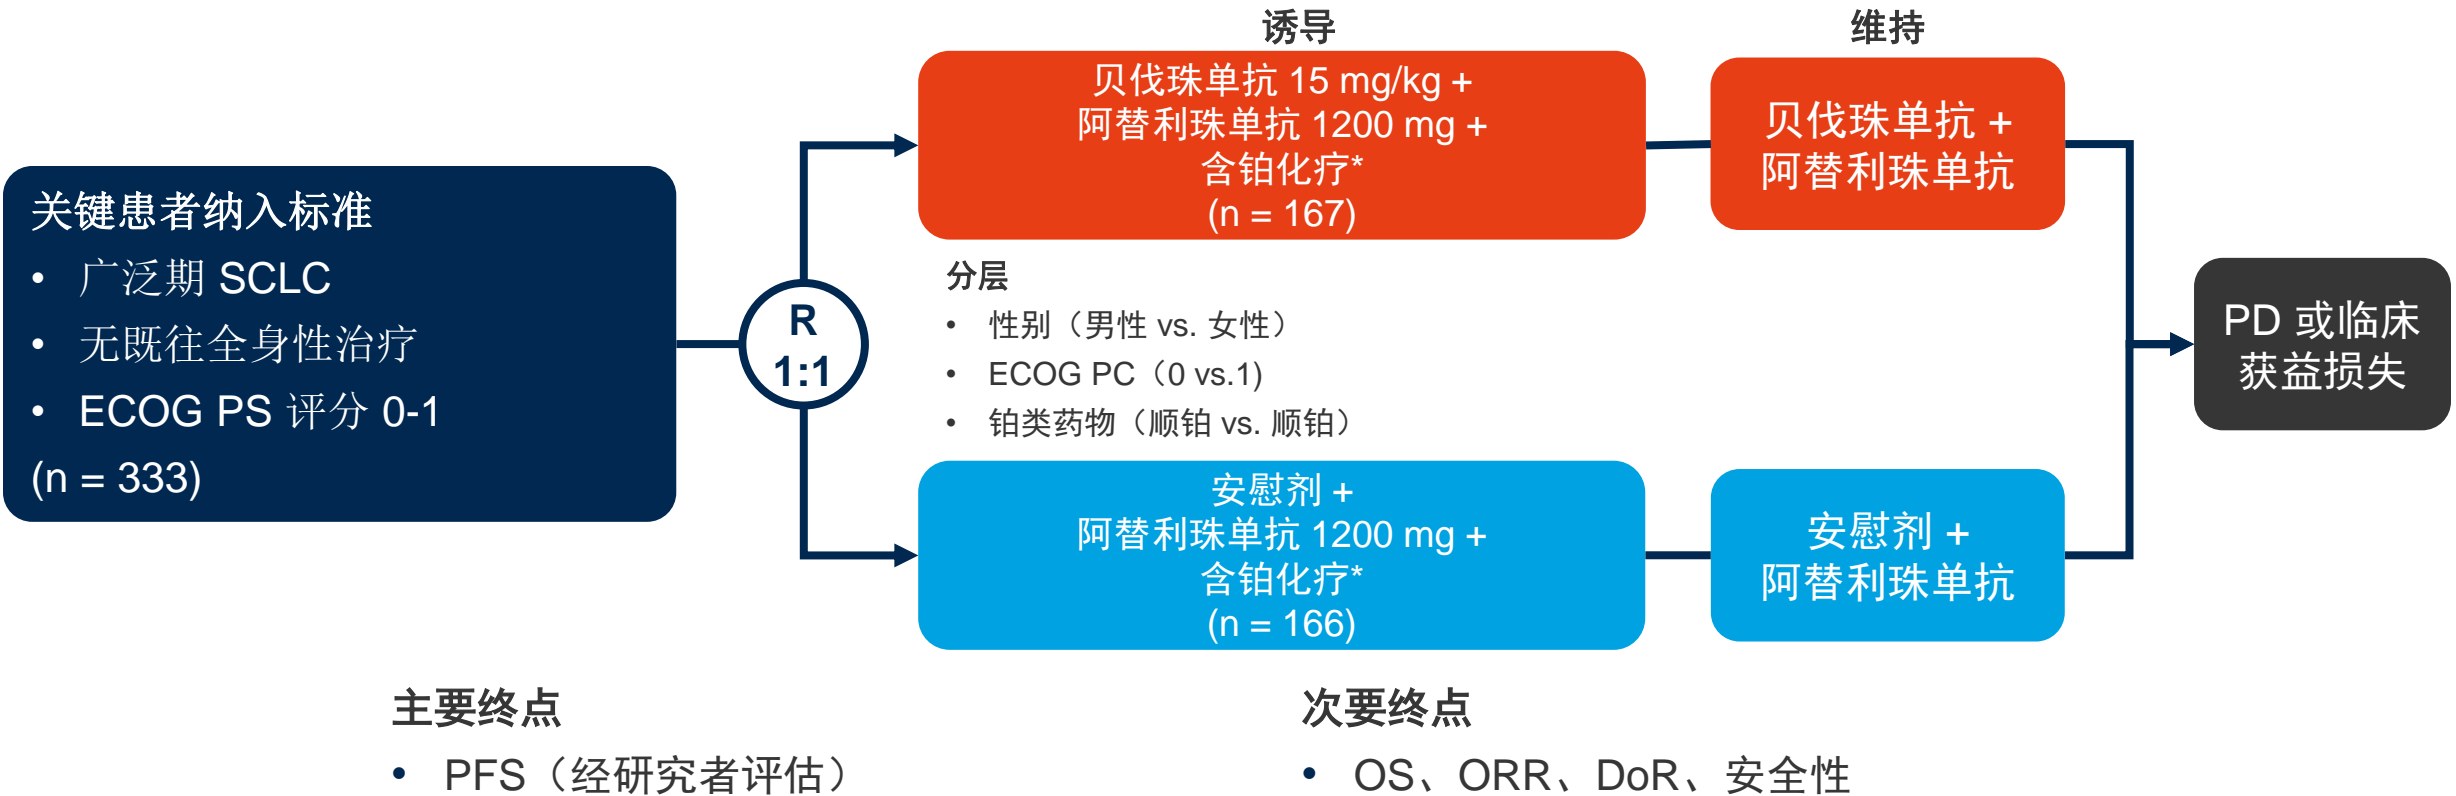 诱导
维持
贝伐珠单抗 15 mg/kg +
阿替利珠单抗 1200 mg +
含铂化疗*
(n = 167)
贝伐珠单抗 +
阿替利珠单抗
关键患者纳入标准
• 广泛期 SCLC
• 无既往全身性治疗
• ECOG PS 评分 0-1
(n = 333)
R
1:1
分层
• 性别（男性 vs. 女性）
• ECOG PC（0 vs.1)
• 铂类药物（顺铂 vs. 顺铂）
PD 或临床
获益损失
安慰剂 +
阿替利珠单抗 1200 mg +
含铂化疗*
(n = 166)
安慰剂 +
阿替利珠单抗
主要终点
• PFS（经研究者评估）
次要终点
• OS、ORR、DoR、安全性